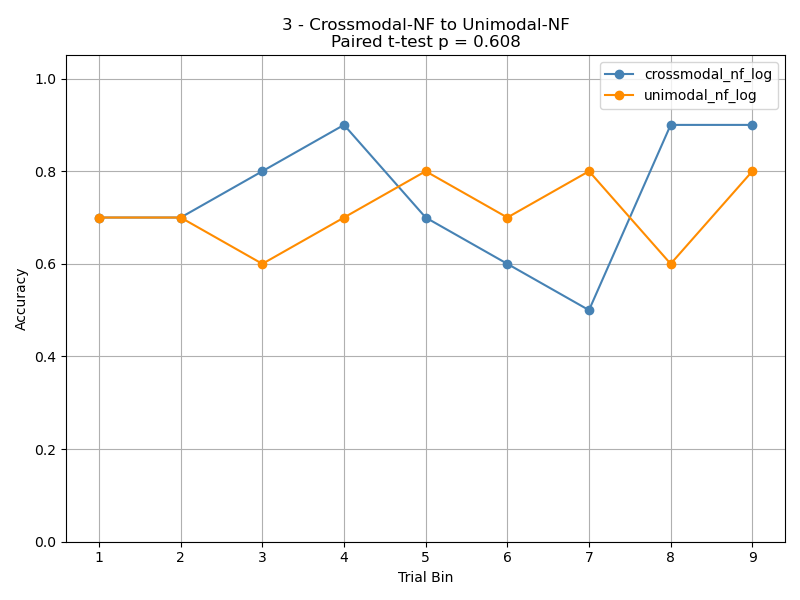 3 - Crossmodal-NF to Unimodal-NF
Paired t-test p = 0.608
crossmodal_nf_log
unimodal_nf_log
1.0
0.8
0.6
0.4
0.2
0.0
Accuracy
1 2 3 4 5 6 7 8 9
Trial Bin